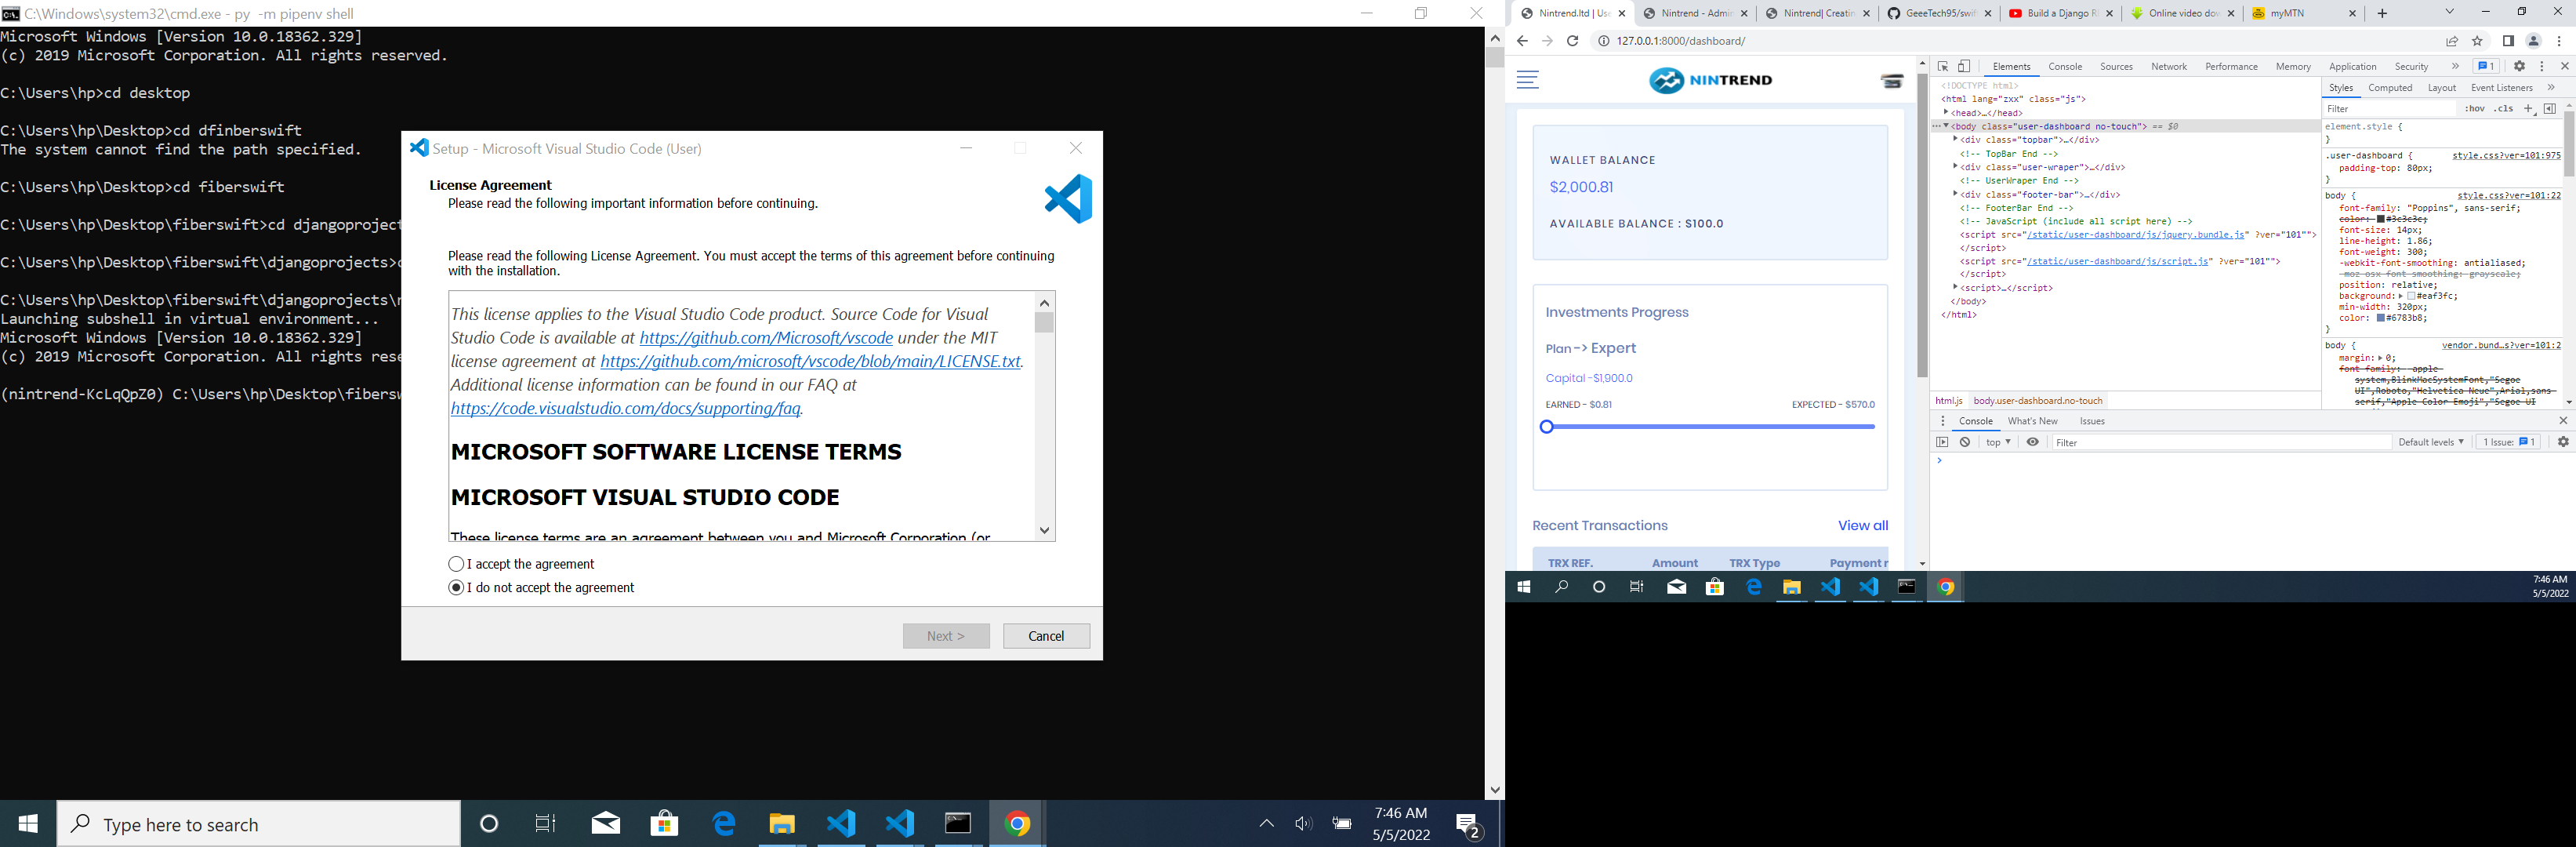 C:\Windows\system32\cmd.exe - py -m pipenv shell
Microsoft Windows [Version 10.0.18362.329]
(c) 2019 Microsoft Corporation. All rights reserved.
C:\Users\hp>cd desktop
C:\Users\hp\Desktop>cd dfinberswift
The system cannot find the path specified.
C:\Users\hp\Desktop>cd fiberswift
C:\Users\hp\Desktop\fiberswift>cd djangoproject
C:\Users\hp\Desktop\fiberswift\djangoprojects>
C:\Users\hp\Desktop\fiberswift\djangoprojects\
Launching subshell in virtual environment...
Microsoft Windows [Version 10.0.18362.329]
(c) 2019 Microsoft Corporation. All rights rese
(nintrend-KcLqQpZ0) C:\Users\hp\Desktop\fibersw
Setup - Microsoft Visual Studio Code (User)
License Agreement
Please read the following important information before continuing.
Please read the following License Agreement. You must accept the terms of this agreement before continuing
with the installation.
This license applies to the Visual Studio Code product. Source Code for Visual
Studio Code is available at https://github.com/Microsoft/vscode under the MIT
license agreement at https://github.com/microsoft/vscode/blob/main/LICENSE.txt.
Additional license information can be found in our FAQ at
https://code.visualstudio.com/docs/supporting/faq.
MICROSOFT SOFTWARE LICENSE TERMS
MICROSOFT VISUAL STUDIO CODE
These license terms are an agreement between you and Microsoft Corporation (or
I accept the agreement
I do not accept the agreement
Next >
Cancel
Type here to search
7:46 AM
5/5/2022
2
Nintrend.ltd | Use
Nintrend - Admin
Nintrend| Creatin
GeeeTech95/swif
Build a Django R
Online video dow
myMTN
127.0.0.1:8000/dashboard/
NINTREND
WALLET BALANCE
$2,000.81
AVAILABLE BALANCE : $100.0
Investments Progress
Plan -> Expert
Capital -$1,900.0
EARNED - $0.81
EXPECTED - $570.0
Recent Transactions
View all
TRX REF. Amount TRX Type Payment r
Elements Console Sources Network Performance Memory Application Security » 1
<!DOCTYPE html>
<html lang="zxx" class="js">
<head>…</head>
<body class="user-dashboard no-touch"> == $0
<div class="topbar">…</div>
<!-- TopBar End -->
<div class="user-wraper">…</div>
<!-- UserWraper End -->
<div class="footer-bar">…</div>
<!-- FooterBar End -->
<!-- JavaScript (include all script here) -->
<script src="/static/user-dashboard/js/jquery.bundle.js" ?ver="101"">
</script>
<script src="/static/user-dashboard/js/script.js" ?ver="101"">
</script>
<script>…</script>
</body>
</html>
html.js body.user-dashboard.no-touch
Styles Computed Layout Event Listeners »
Filter :hov .cls +
element.style {
}
.user-dashboard { style.css?ver=101:975
padding-top: 80px;
}
body { style.css?ver=101:22
font-family: "Poppins", sans-serif;
color: #3c3c3c;
font-size: 14px;
line-height: 1.86;
font-weight: 300;
-webkit-font-smoothing: antialiased;
-moz-osx-font-smoothing: grayscale;
position: relative;
background: #eaf3fc;
min-width: 320px;
color: #6783b8;
}
body { vendor.bund…s?ver=101:2
margin: 0;
font-family: -apple-
system,BlinkMacSystemFont,"Segoe
UI",Roboto,"Helvetica Neue",Arial,sans-
serif,"Apple Color Emoji","Segoe UI
Console What's New Issues
top Filter Default levels 1 Issue: 1
7:46 AM
5/5/2022